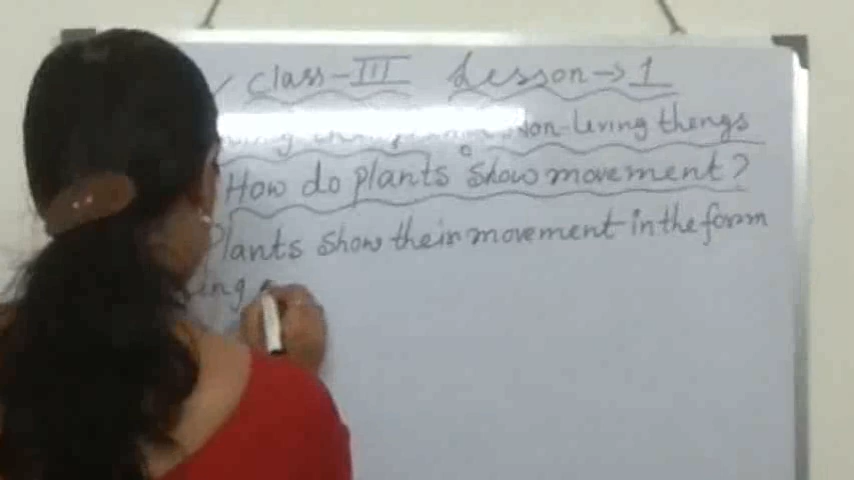 Class - III Lesson → 1
Non-living things
How do plants show movement?
Plants show their movement in the form